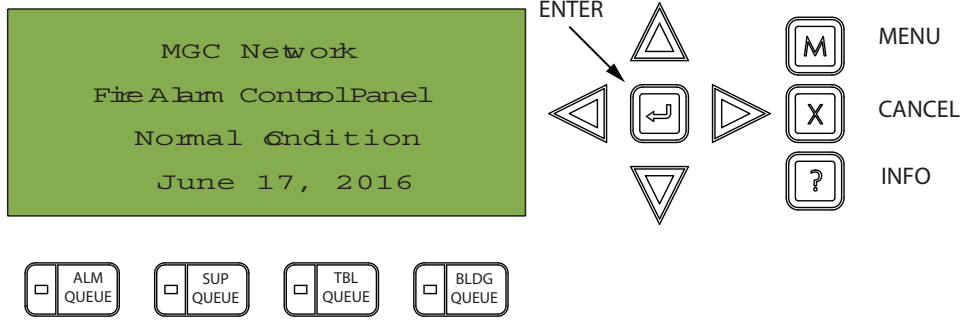 ENTER
MGC Network
Fire Alarm Control Panel
Normal Condition
June 17, 2016
M MENU
X CANCEL
? INFO
ALM
QUEUE
SUP
QUEUE
TBL
QUEUE
BLDG
QUEUE